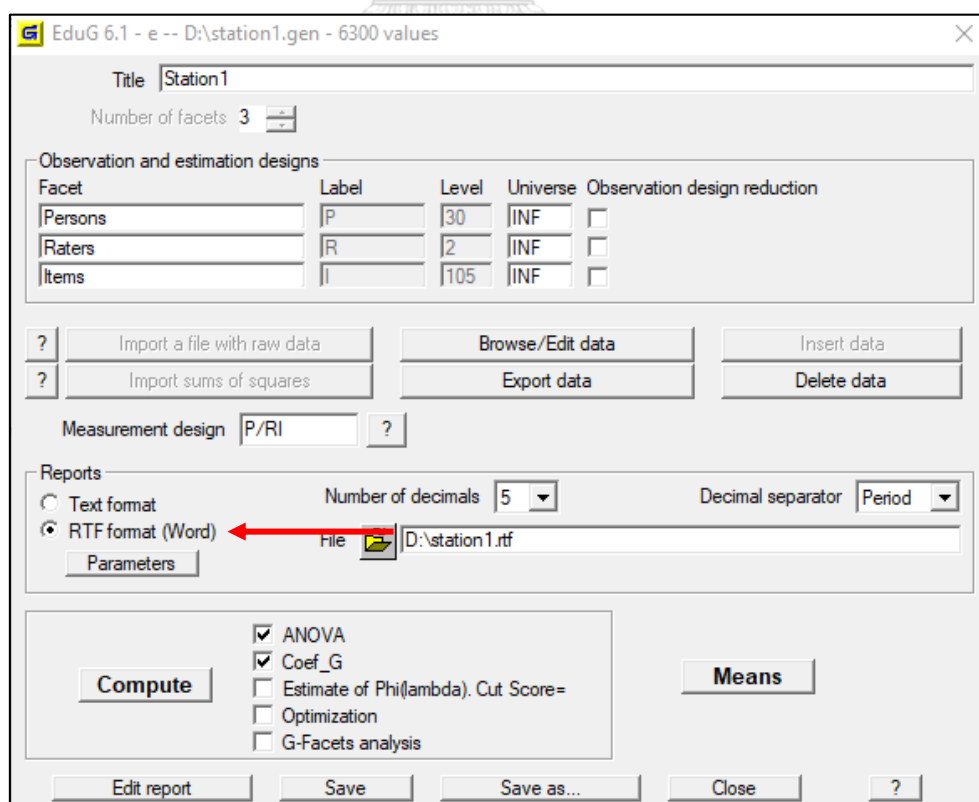 EduG 6.1 - e -- D:\station1.gen - 6300 values
Title Station1
Number of facets 3
Observation and estimation designs
Facet Label Level Universe Observation design reduction
Persons P 30 INF
Raters R 2 INF
Items I 105 INF
? Import a file with raw data Browse/Edit data Insert data
? Import sums of squares Export data Delete data
Measurement design P/RI ?
Reports
Text format Number of decimals 5 Decimal separator Period
RTF format (Word) File D:\station1.rtf
Parameters
ANOVA
Coef_G
Compute Estimate of Phi(lambda). Cut Score= Means
Optimization
G-Facets analysis
Edit report Save Save as... Close ?